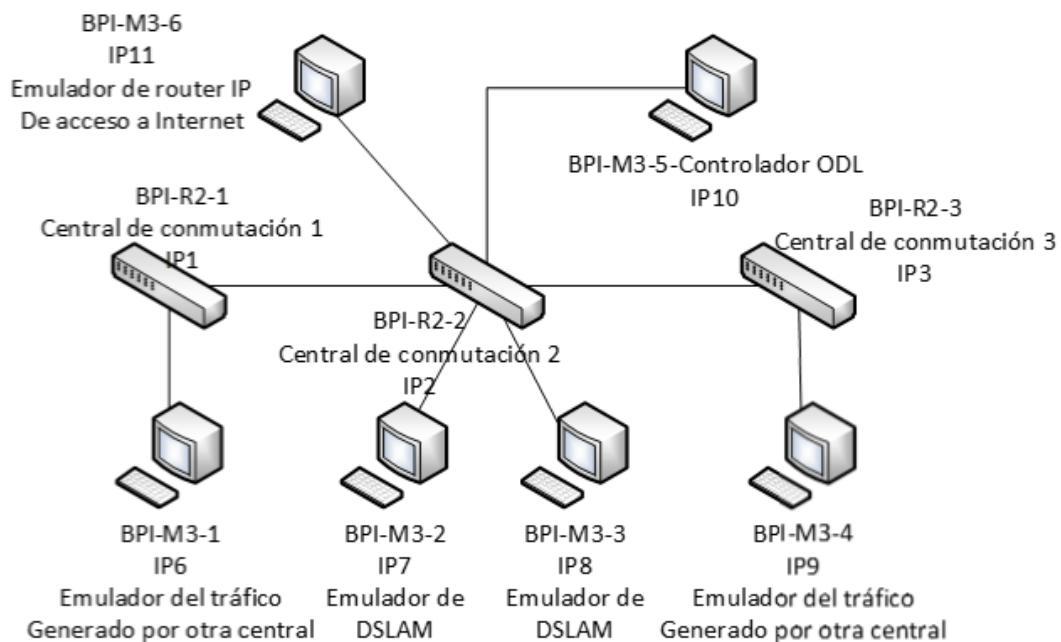 BPI-M3-6
IP11
Emulador de router IP
De acceso a Internet
BPI-M3-5-Controlador ODL
IP10
BPI-R2-1
Central de conmutación 1
IP1
BPI-R2-3
Central de conmutación 3
IP3
BPI-R2-2
Central de conmutación 2
IP2
BPI-M3-1
IP6
Emulador del tráfico
Generado por otra central
BPI-M3-2
IP7
Emulador de
DSLAM
BPI-M3-3
IP8
Emulador de
DSLAM
BPI-M3-4
IP9
Emulador del tráfico
Generado por otra central